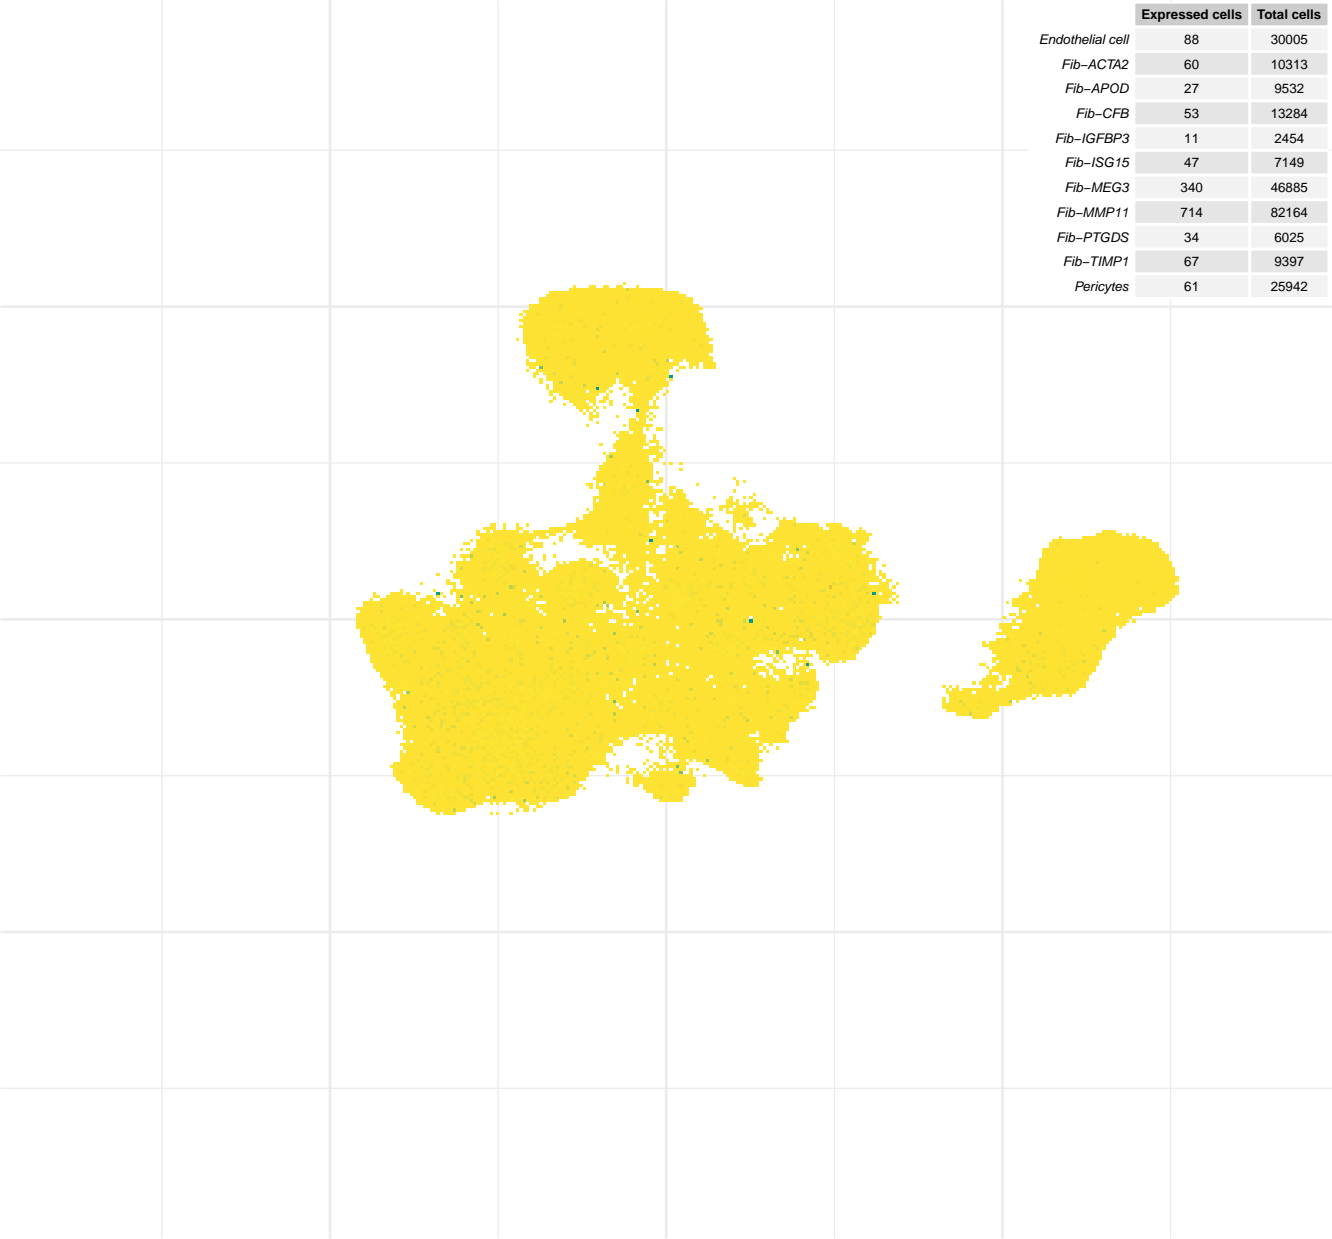 Expressed cells Total cells
Endothelial cell 88 30005
Fib−ACTA2 60 10313
Fib−APOD 27 9532
Fib−CFB 53 13284
Fib−IGFBP3 11 2454
Fib−ISG15 47 7149
Fib−MEG3 340 46885
Fib−MMP11 714 82164
Fib−PTGDS 34 6025
Fib−TIMP1 67 9397
Pericytes 61 25942